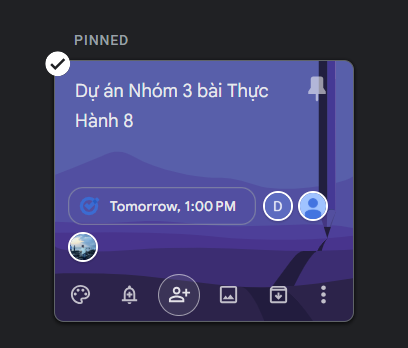 PINNED
Dự án Nhóm 3 bài Thực
Hành 8
Tomorrow, 1:00 PM
D